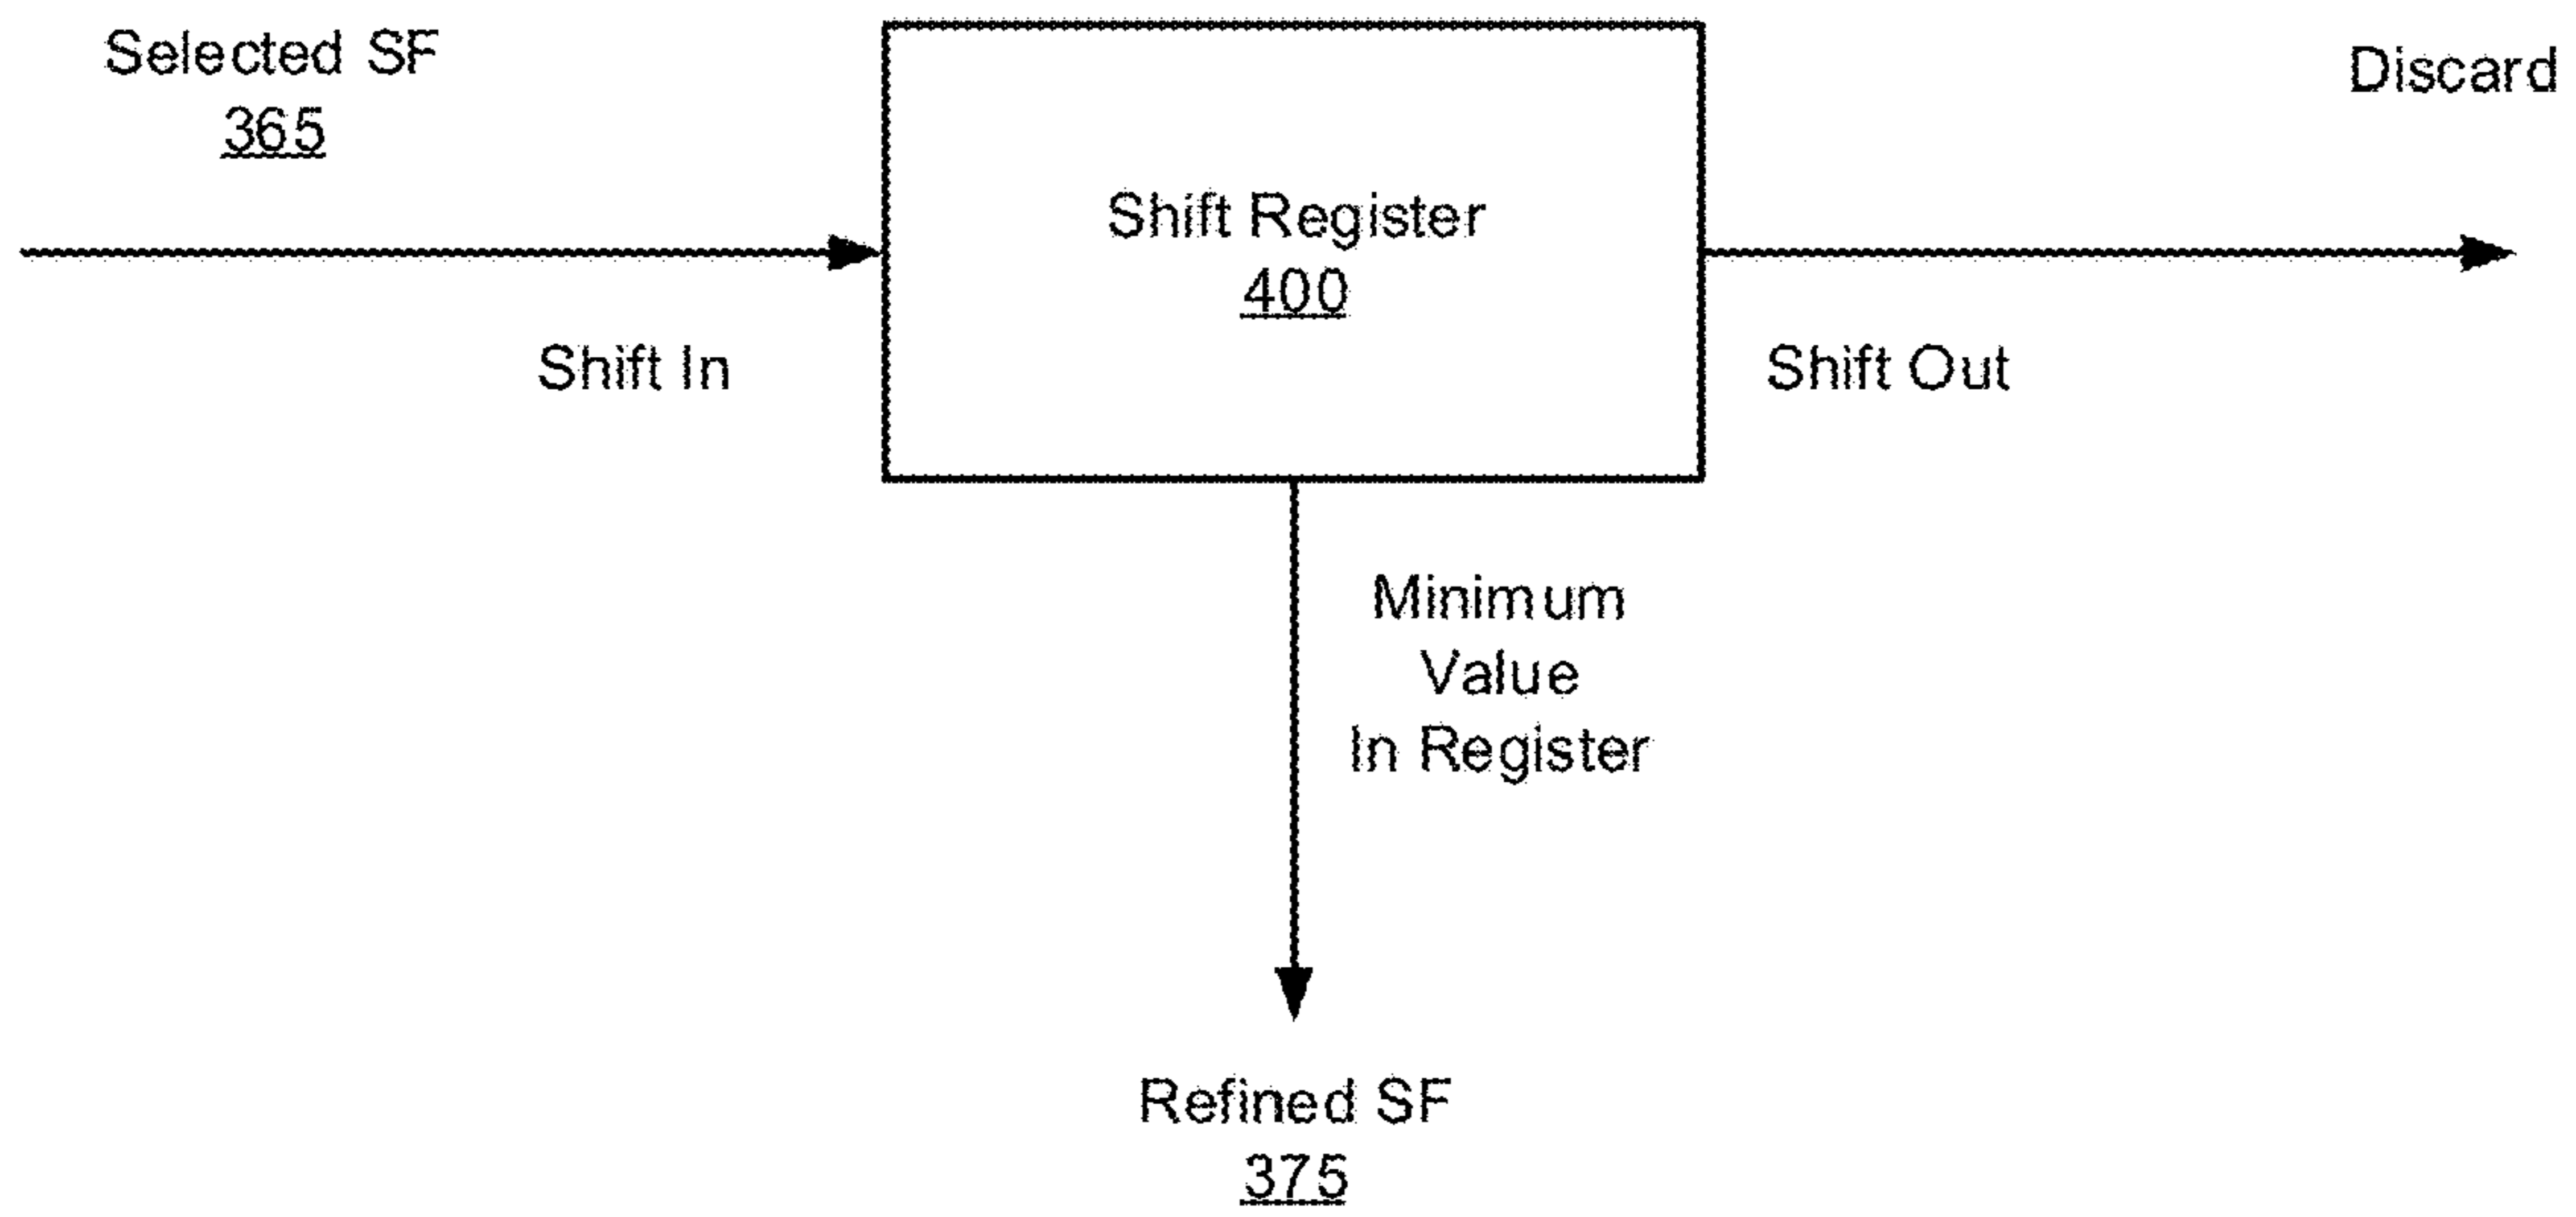 Selected SF
365
Discard
Shift Register
400
Shift In
Shift Out
Minimum
Value
In Register
Refined SF
375